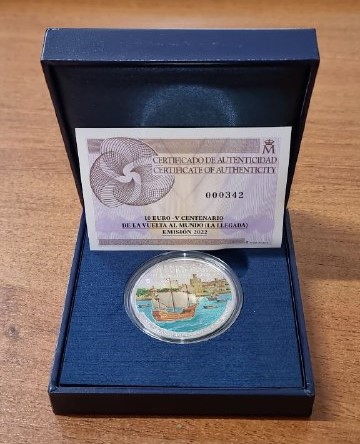 M
CERTIFICADO DE AUTENTICIDAD
CERTIFICATE OF AUTHENTICITY
000342
10 EURO - V CENTENARIO
DE LA VUELTA AL MUNDO (LA LLEGADA)
EMISIÓN 2022